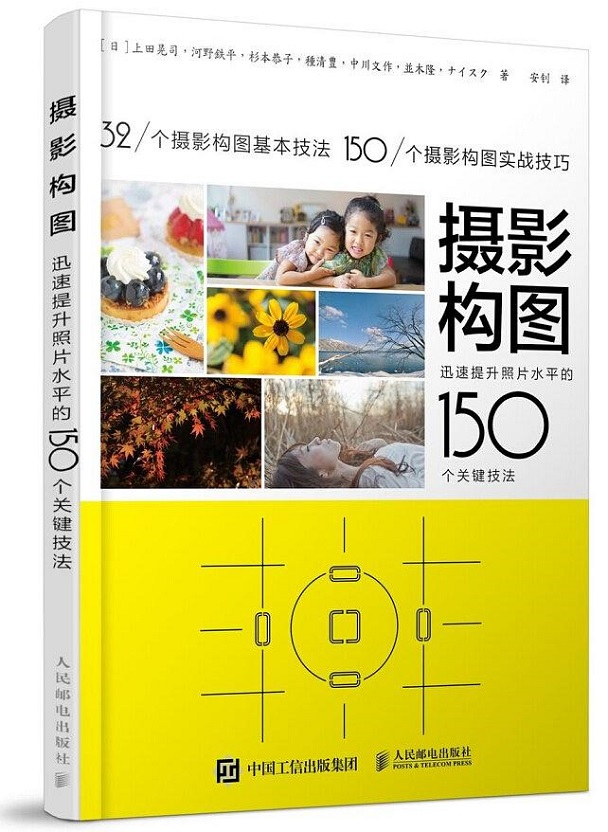 [日]上田晃司，河野鉄平，杉本恭子，種清豊，中川文作，並木隆，ナイスク 著 安钊 译
32/个摄影构图基本技法 150/个摄影构图实战技巧
摄影
构图
迅速提升照片水平的
150
个关键技法
中国工信出版集团
人民邮电出版社
POSTS & TELECOM PRESS
摄影构图 迅速提升照片水平的150个关键技法
人民邮电出版社